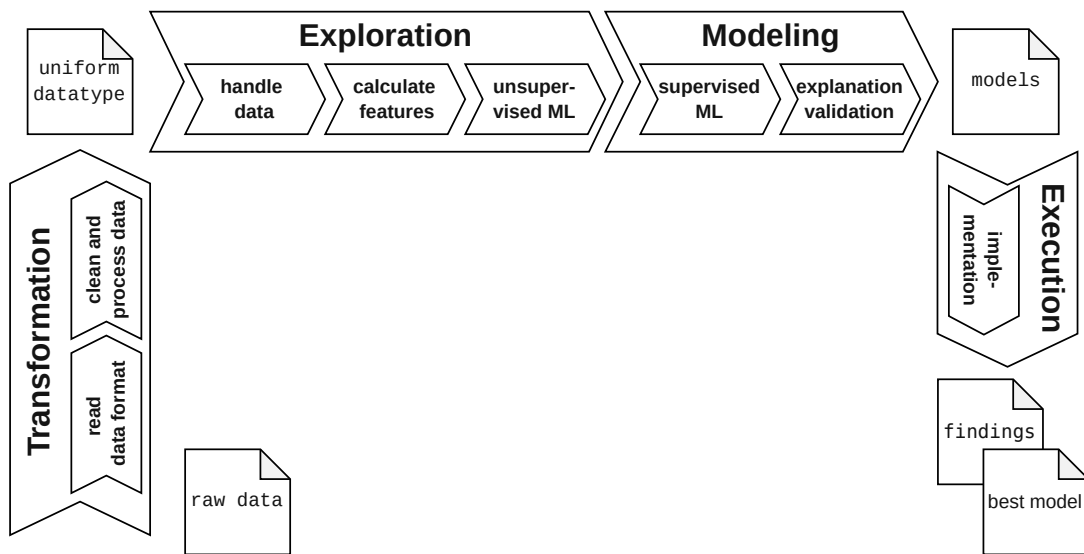 uniform
datatype
Exploration
handle
data
calculate
features
unsuper-
vised ML
Modeling
supervised
ML
explanation
validation
models
Transformation
clean and
process data
read
data format
raw data
Execution
imple-
mentation
findings
best model